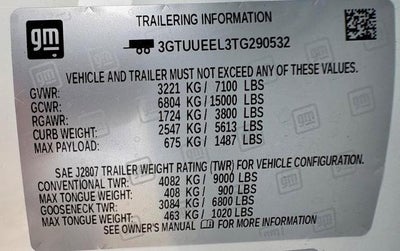 TRAILERING INFORMATION
gm
3GTUUEEL3TG290532
VEHICLE AND TRAILER MUST NOT EXCEED ANY OF THESE VALUES.
GVWR: 3221 KG / 7100 LBS
GCWR: 6804 KG / 15000 LBS
RGAWR: 1724 KG / 3800 LBS
CURB WEIGHT: 2547 KG / 5613 LBS
MAX PAYLOAD: 675 KG / 1487 LBS
SAE J2807 TRAILER WEIGHT RATING (TWR) FOR VEHICLE CONFIGURATION.
CONVENTIONAL TWR: 4082 KG / 9000 LBS
MAX TONGUE WEIGHT: 408 KG / 900 LBS
GOOSENECK TWR: 3084 KG / 6800 LBS
MAX TONGUE WEIGHT: 463 KG / 1020 LBS
SEE OWNER'S MANUAL FOR MORE INFORMATION